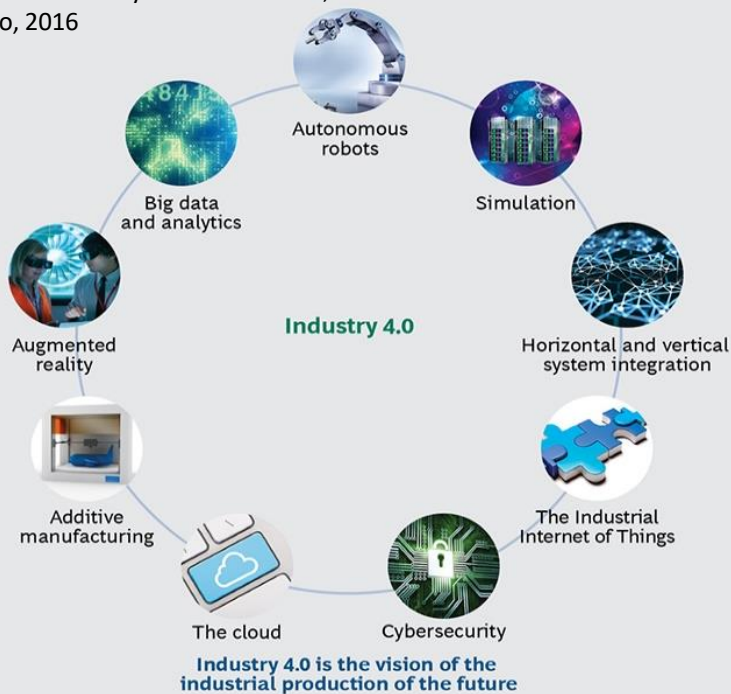 o, 2016
Autonomous
robots
Big data
and analytics
Simulation
Augmented
reality
Industry 4.0
Horizontal and vertical
system integration
Additive
manufacturing
The Industrial
Internet of Things
The cloud
Cybersecurity
Industry 4.0 is the vision of the
industrial production of the future